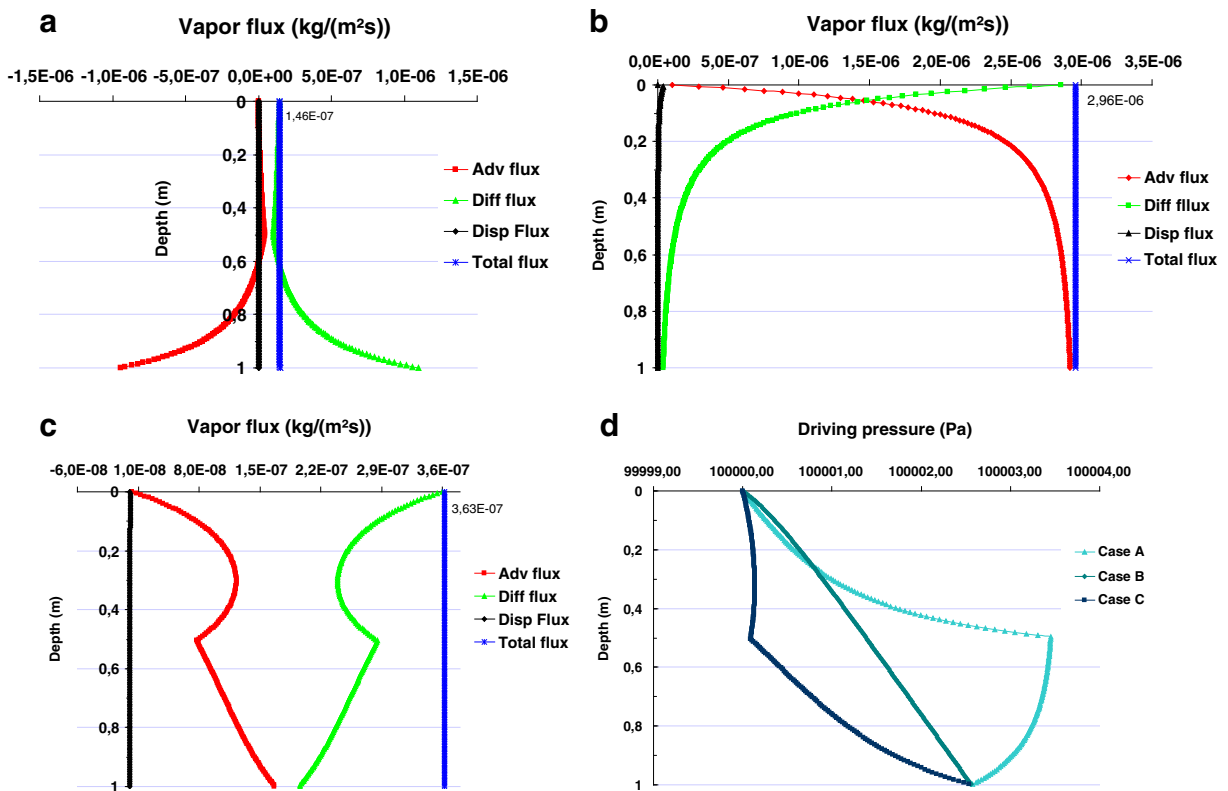 a
Vapor flux (kg/(m²s))
-1,5E-06 -1,0E-06 -5,0E-07 0,0E+00 5,0E-07 1,0E-06 1,5E-06
0
1,46E-07
0,2
0,4
0,6
0,8
1
Depth (m)
Adv flux
Diff flux
Disp Flux
Total flux
b
Vapor flux (kg/(m²s))
0,0E+00 5,0E-07 1,0E-06 1,5E-06 2,0E-06 2,5E-06 3,0E-06 3,5E-06
0
2,96E-06
0,2
0,4
0,6
0,8
1
Depth (m)
Adv flux
Diff fllux
Disp flux
Total flux
c
Vapor flux (kg/(m²s))
-6,0E-08 1,0E-08 8,0E-08 1,5E-07 2,2E-07 2,9E-07 3,6E-07
0
3,63E-07
0,2
0,4
0,6
0,8
1
Depth (m)
Adv flux
Diff flux
Disp Flux
Total flux
d
Driving pressure (Pa)
99999,00 100000,00 100001,00 100002,00 100003,00 100004,00
0
0,2
0,4
0,6
0,8
1
Depth (m)
Case A
Case B
Case C